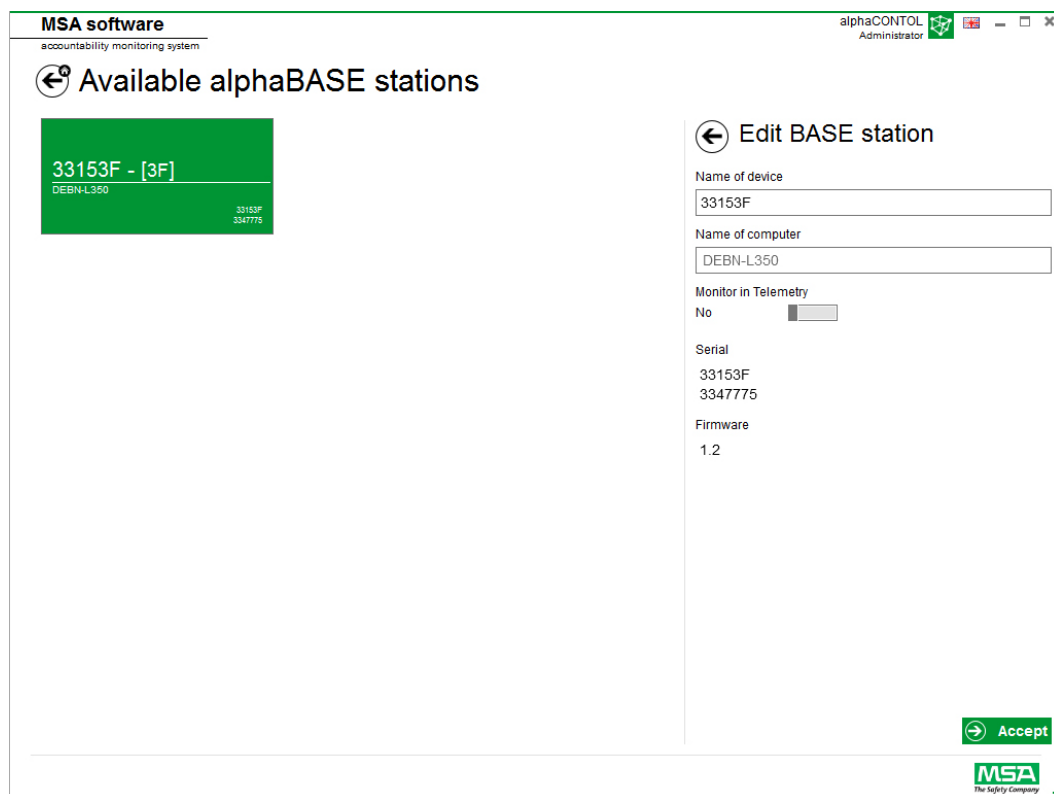 MSA software
accountability monitoring system
alphaCONTOL
Administrator
Available alphaBASE stations
33153F - [3F]
DEBN-L350
33153F
3347775
Edit BASE station
Name of device
33153F
Name of computer
DEBN-L350
Monitor in Telemetry
No
Serial
33153F
3347775
Firmware
1.2
Accept
MSA
The Safety Company